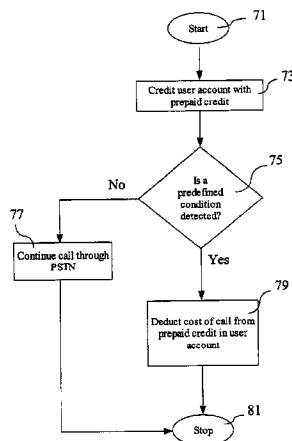 71
Start
73
Credit user account with
prepaid credit
75
Is a
predefined
condition
detected?
No
Yes
77
Continue call through
PSTN
79
Deduct cost of call from
prepaid credit in user
account
81
Stop